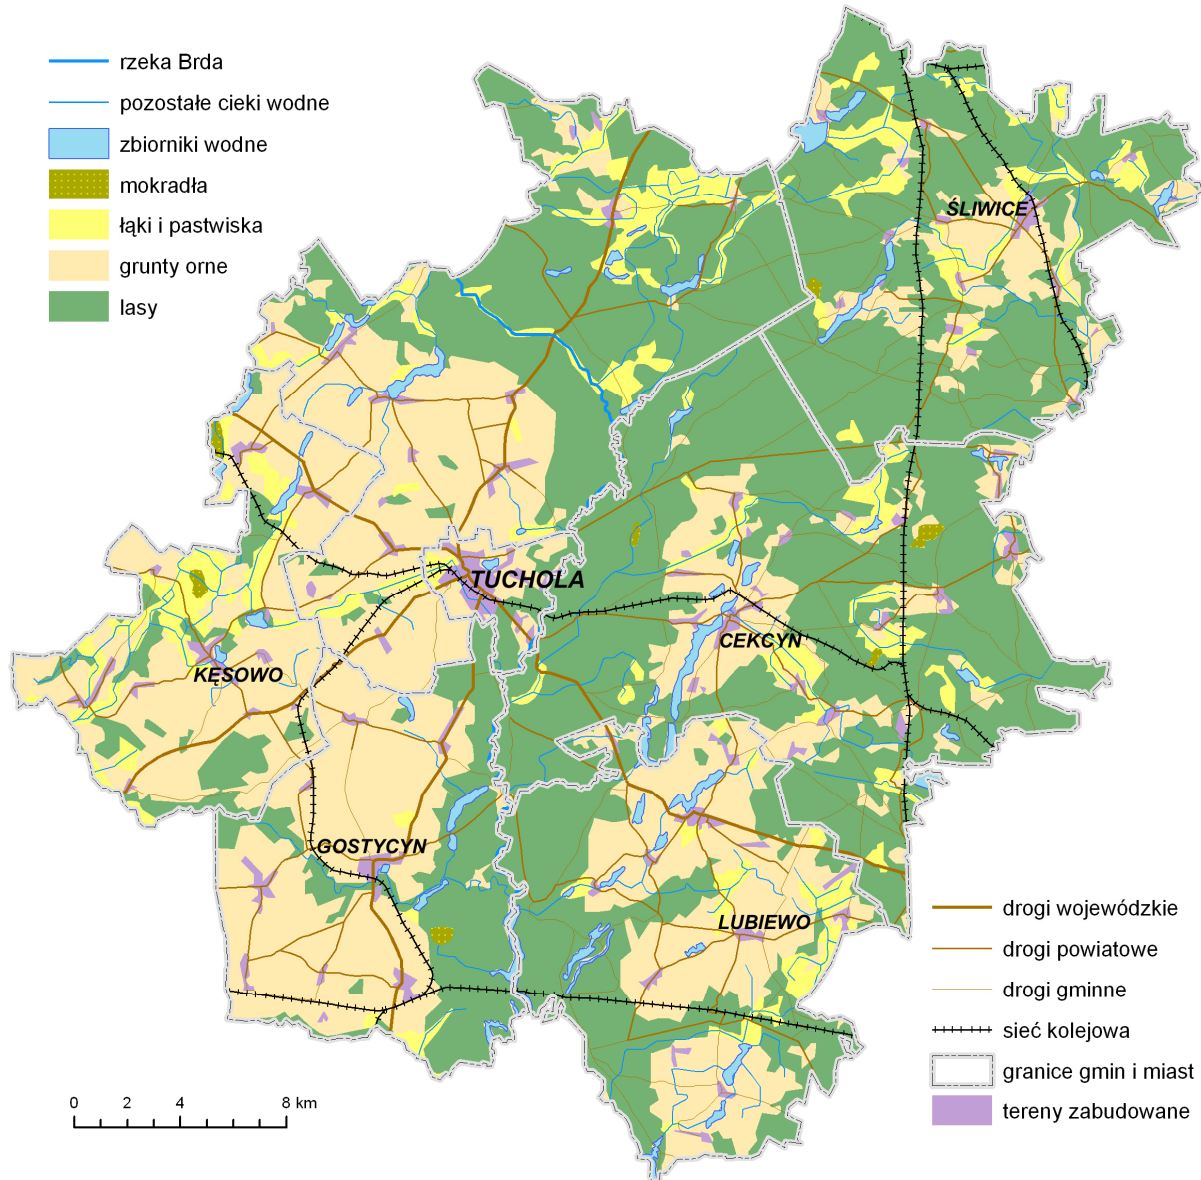 rzeka Brda
pozostałe cieki wodne
zbiorniki wodne
mokradła
łąki i pastwiska
grunty orne
lasy
ŚLIWICE
TUCHOLA
CEKCYN
KĘSOWO
GOSTYCYN
LUBIEWO
drogi wojewódzkie
drogi powiatowe
drogi gminne
sieć kolejowa
granice gmin i miast
tereny zabudowane
0 2 4 8 km